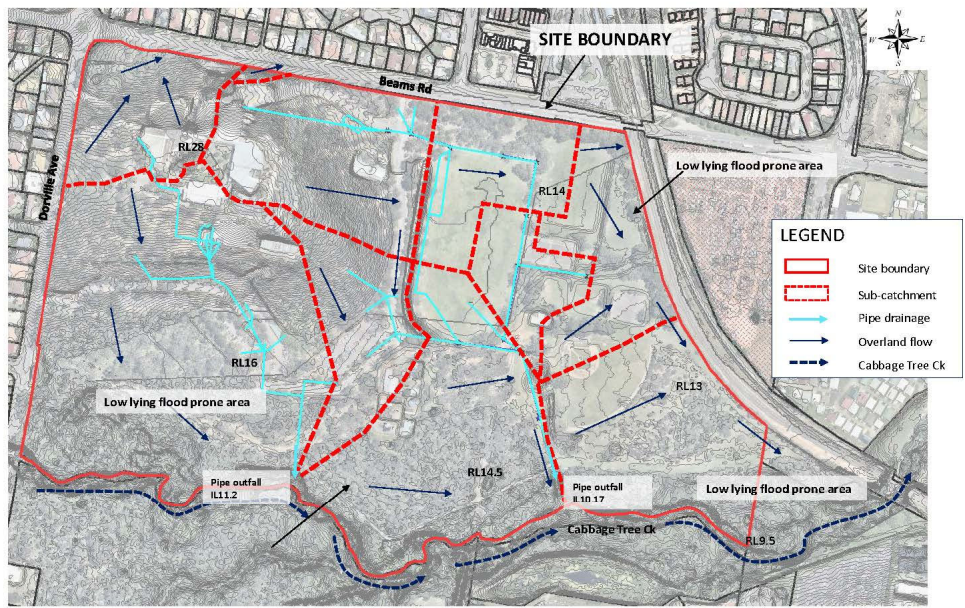 N
W
E
S
SITE BOUNDARY
Beams Rd
Dorville Ave
RL28
Low lying flood prone area
RL14
LEGEND
Site boundary
Sub-catchment
Pipe drainage
Overland flow
Cabbage Tree Ck
RL16
RL13
Low lying flood prone area
RL14.5
Pipe outfall
IL11.2
Pipe outfall
IL10.17
Low lying flood prone area
Cabbage Tree Ck
RL9.5